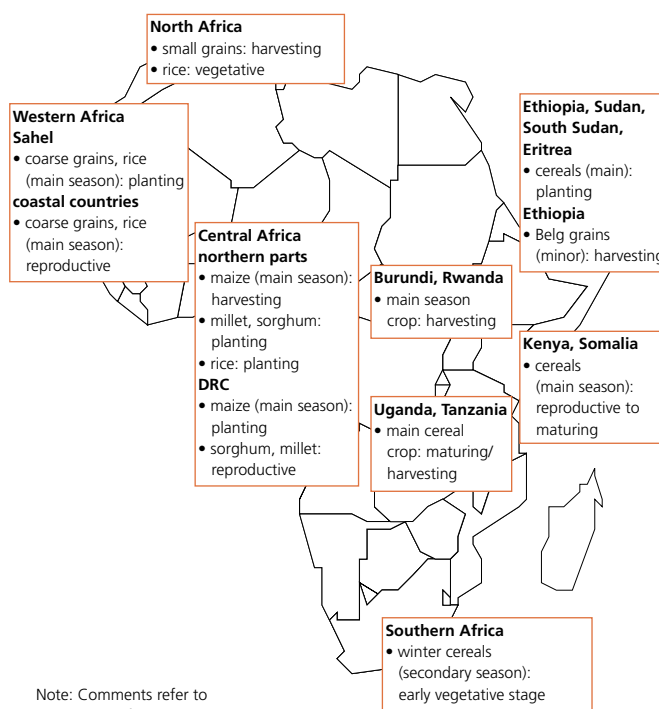 North Africa
• small grains: harvesting
• rice: vegetative
Western Africa
Sahel
• coarse grains, rice
(main season): planting
coastal countries
• coarse grains, rice
(main season):
reproductive
Central Africa
northern parts
• maize (main season):
harvesting
• millet, sorghum:
planting
• rice: planting
DRC
• maize (main season):
planting
• sorghum, millet:
reproductive
Burundi, Rwanda
• main season
crop: harvesting
Uganda, Tanzania
• main cereal
crop: maturing/
harvesting
Ethiopia, Sudan,
South Sudan,
Eritrea
• cereals (main):
planting
Ethiopia
• Belg grains
(minor): harvesting
Kenya, Somalia
• cereals
(main season):
reproductive to
maturing
Southern Africa
• winter cereals
(secondary season):
early vegetative stage
Note: Comments refer to